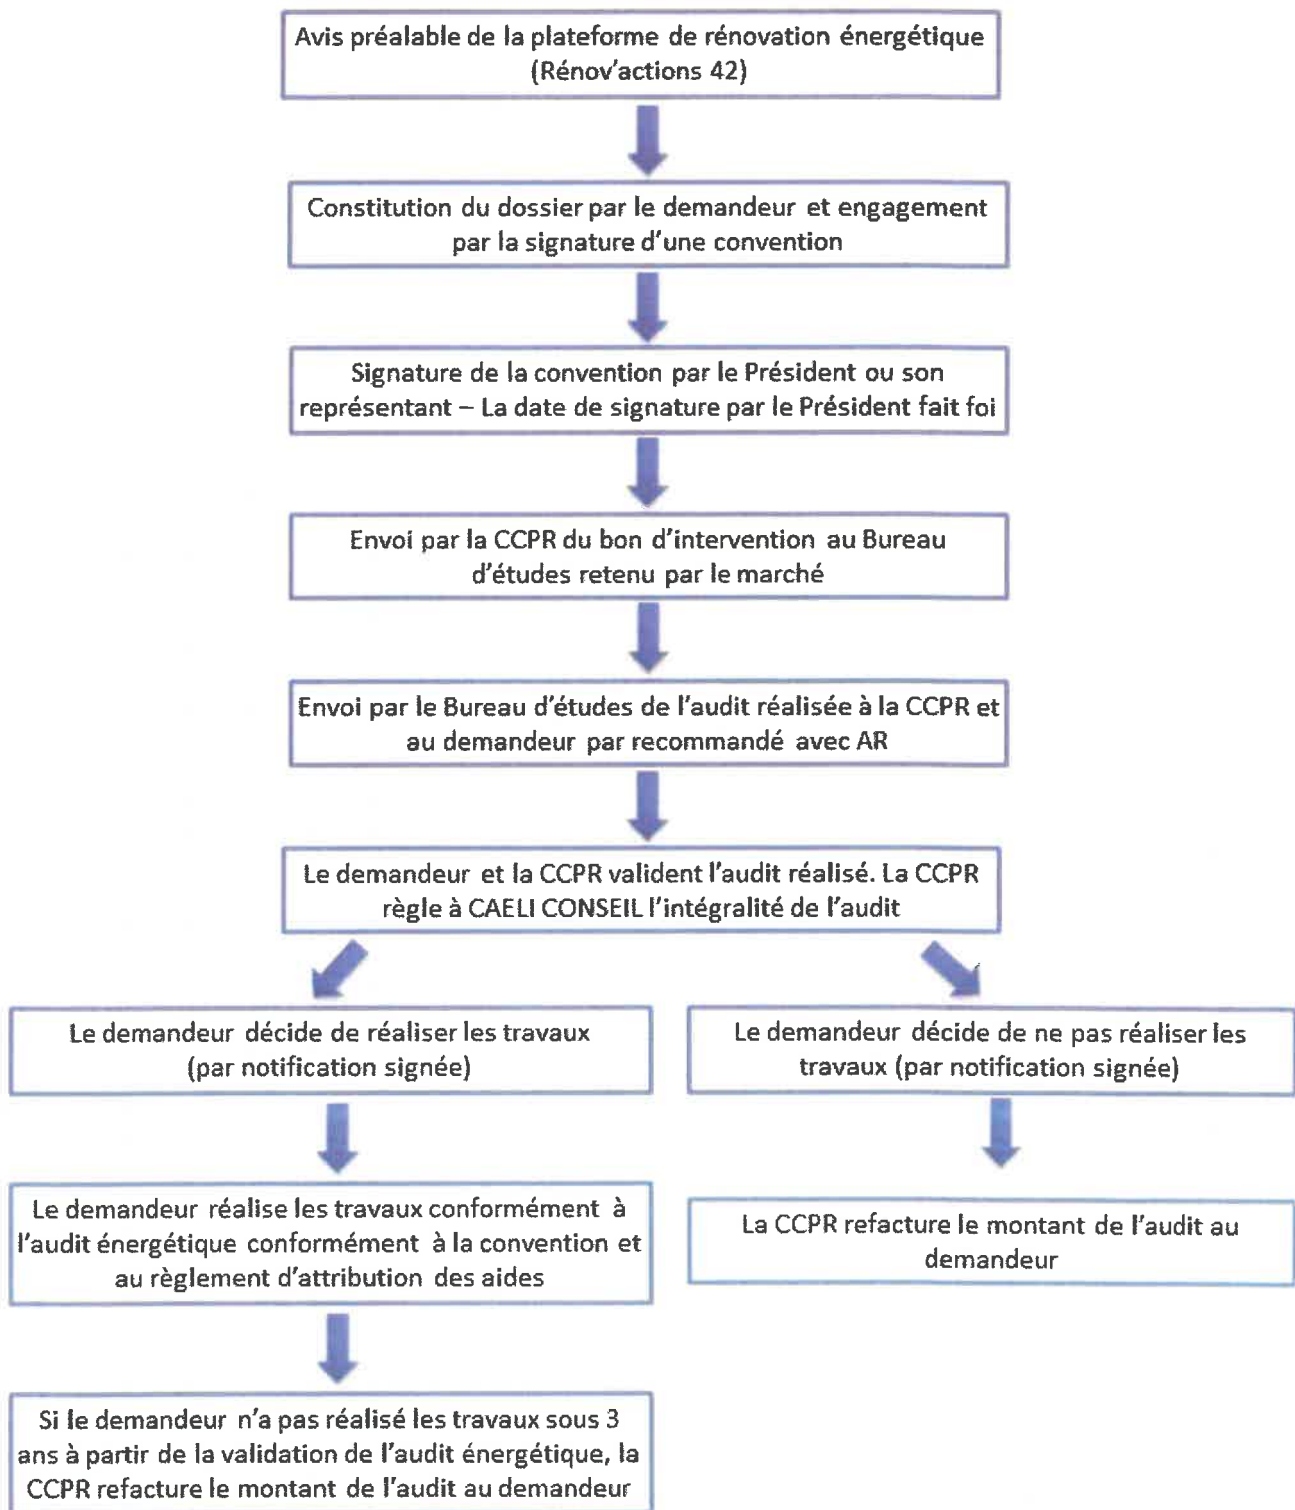 Avis préalable de la plateforme de rénovation énergétique
(Rénov'actions 42)
Constitution du dossier par le demandeur et engagement
par la signature d'une convention
Signature de la convention par le Président ou son
représentant – La date de signature par le Président fait foi
Envoi par la CCPR du bon d'intervention au Bureau
d'études retenu par le marché
Envoi par le Bureau d'études de l'audit réalisée à la CCPR et
au demandeur par recommandé avec AR
Le demandeur et la CCPR valident l'audit réalisé. La CCPR
règle à CAELI CONSEIL l'intégralité de l'audit
Le demandeur décide de réaliser les travaux
(par notification signée)
Le demandeur décide de ne pas réaliser les
travaux (par notification signée)
Le demandeur réalise les travaux conformément à
l'audit énergétique conformément à la convention et
au règlement d'attribution des aides
La CCPR refacture le montant de l'audit au
demandeur
Si le demandeur n'a pas réalisé les travaux sous 3
ans à partir de la validation de l'audit énergétique, la
CCPR refacture le montant de l'audit au demandeur